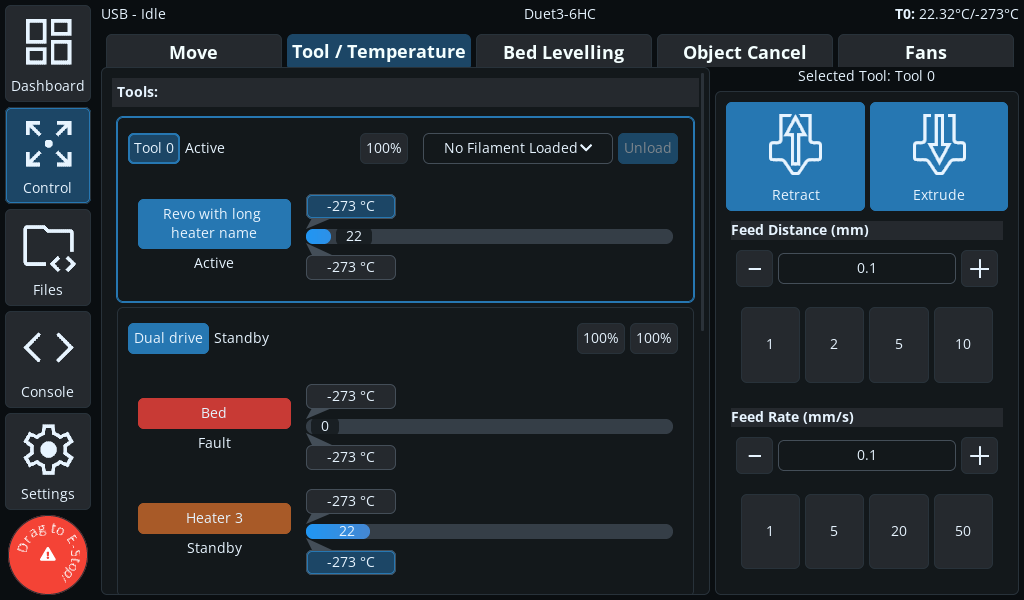 USB - Idle
Duet3-6HC
T0: 22.32°C/-273°C
Dashboard
Control
Files
Console
Settings
Drag to E-Stop!
Move
Tool / Temperature
Bed Levelling
Object Cancel
Fans
Tools:
Tool 0
Active
100%
No Filament Loaded
Unload
Revo with long
heater name
Active
-273 °C
22
-273 °C
Dual drive
Standby
100%
100%
Bed
Fault
-273 °C
0
-273 °C
Heater 3
Standby
-273 °C
22
-273 °C
Selected Tool: Tool 0
Retract
Extrude
Feed Distance (mm)
0.1
1
2
5
10
Feed Rate (mm/s)
0.1
1
5
20
50